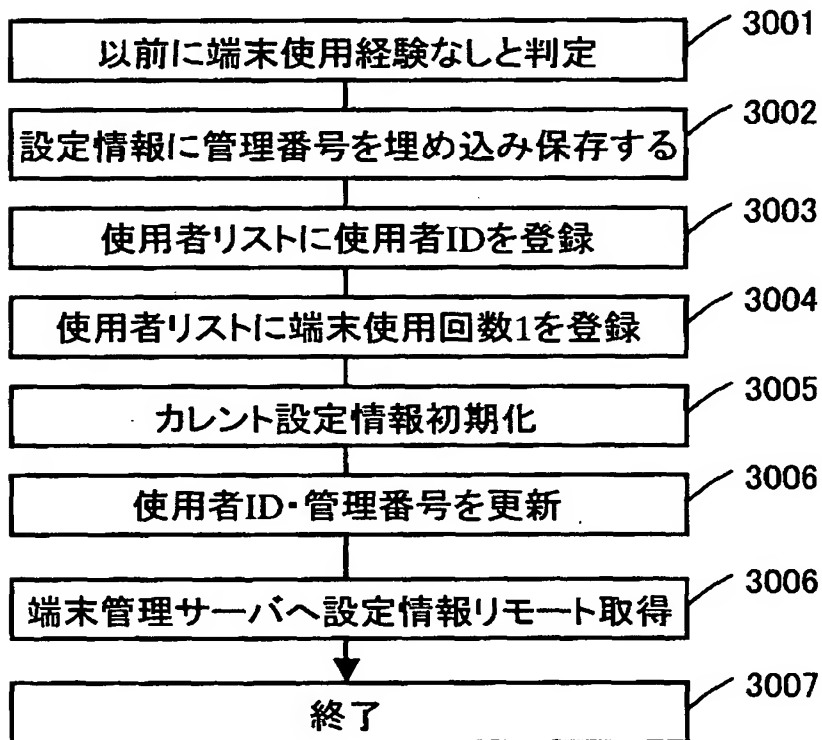 以前に端末使用経験なしと判定
3001
設定情報に管理番号を埋め込み保存する
3002
使用者リストに使用者IDを登録
3003
使用者リストに端末使用回数1を登録
3004
カレント設定情報初期化
3005
使用者ID・管理番号を更新
3006
端末管理サーバへ設定情報リモート取得
3006
終了
3007